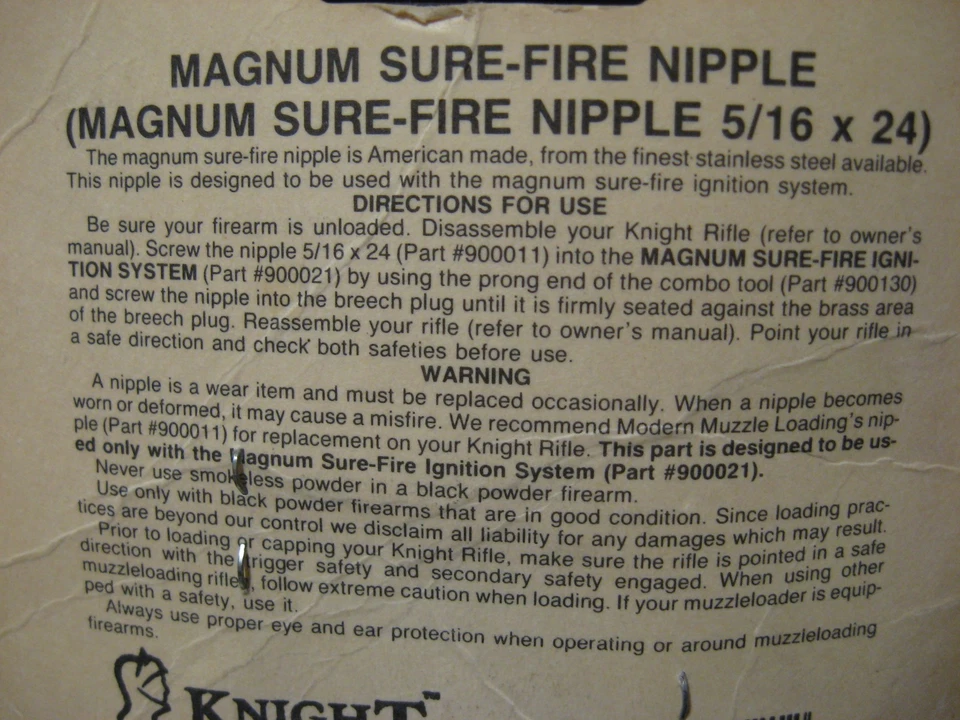 MAGNUM SURE-FIRE NIPPLE
(MAGNUM SURE-FIRE NIPPLE 5/16 x 24)
The magnum sure-fire nipple is American made, from the finest stainless steel available.
This nipple is designed to be used with the magnum sure-fire ignition system.
DIRECTIONS FOR USE
Be sure your firearm is unloaded. Disassemble your Knight Rifle (refer to owner's
manual). Screw the nipple 5/16 x 24 (Part #900011) into the MAGNUM SURE-FIRE IGNI-
TION SYSTEM (Part #900021) by using the prong end of the combo tool (Part #900130)
and screw the nipple into the breech plug until it is firmly seated against the brass area
of the breech plug. Reassemble your rifle (refer to owner's manual). Point your rifle in
a safe direction and check both safeties before use.
WARNING
A nipple is a wear item and must be replaced occasionally. When a nipple becomes
worn or deformed, it may cause a misfire. We recommend Modern Muzzle Loading's nip-
ple (Part #900011) for replacement on your Knight Rifle. This part is designed to be us-
ed only with the Magnum Sure-Fire Ignition System (Part #900021).
Never use smokeless powder in a black powder firearm.
Use only with black powder firearms that are in good condition. Since loading prac-
tices are beyond our control we disclaim all liability for any damages which may result.
Prior to loading or capping your Knight Rifle, make sure the rifle is pointed in a safe
direction with the trigger safety and secondary safety engaged. When using other
muzzleloading rifles, follow extreme caution when loading. If your muzzleloader is equip-
ped with a safety, use it.
Always use proper eye and ear protection when operating or around muzzleloading
firearms.
KNIGHT™